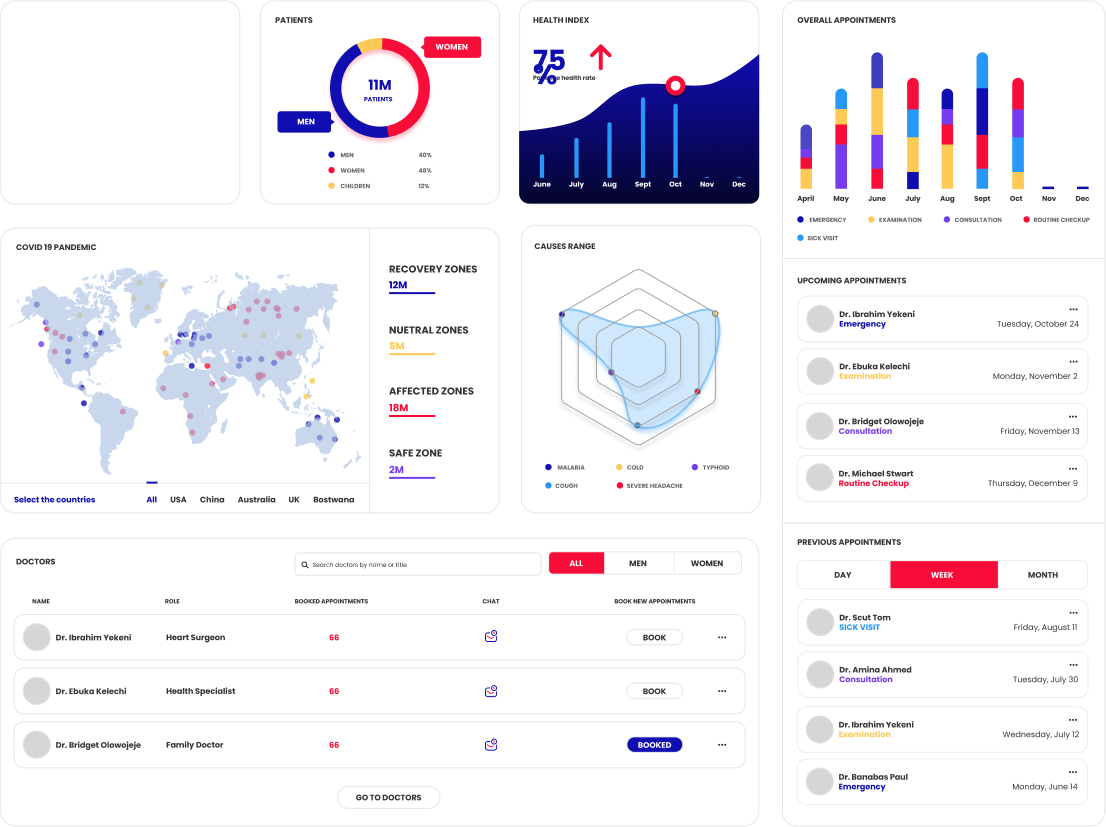 PATIENTS
WOMEN
11M
PATIENTS
MEN
MEN 40%
WOMEN 48%
CHILDREN 12%
HEALTH INDEX
75
%
health rate
June July Aug Sept Oct Nov Dec
OVERALL APPOINTMENTS
April May June July Aug Sept Oct Nov Dec
EMERGENCY EXAMINATION CONSULTATION ROUTINE CHECKUP
SICK VISIT
COVID 19 PANDEMIC
RECOVERY ZONES
12M
NUETRAL ZONES
5M
AFFECTED ZONES
18M
SAFE ZONE
2M
Select the countries All USA China Australia UK Bostwana
CAUSES RANGE
MALARIA COLD TYPHOID
COUGH SEVERE HEADACHE
UPCOMING APPOINTMENTS
Dr. Ibrahim Yekeni
Emergency Tuesday, October 24
Dr. Ebuka Kelechi
Examination Monday, November 2
Dr. Bridget Olowojeje
Consultation Friday, November 13
Dr. Michael Stwart
Routine Checkup Thursday, December 9
DOCTORS
Search doctors by name or title
ALL MEN WOMEN
NAME ROLE BOOKED APPOINTMENTS CHAT BOOK NEW APPOINTMENTS
Dr. Ibrahim Yekeni Heart Surgeon 66 BOOK
Dr. Ebuka Kelechi Health Specialist 66 BOOK
Dr. Bridget Olowojeje Family Doctor 66 BOOKED
GO TO DOCTORS
PREVIOUS APPOINTMENTS
DAY WEEK MONTH
Dr. Scut Tom
SICK VISIT Friday, August 11
Dr. Amina Ahmed
Consultation Tuesday, July 30
Dr. Ibrahim Yekeni
Examination Wednesday, July 12
Dr. Banabas Paul
Emergency Monday, June 14